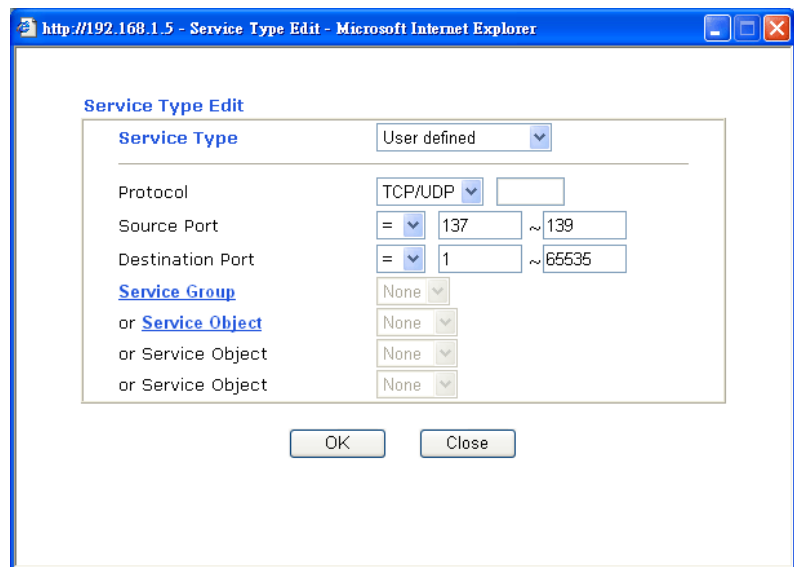 http://192.168.1.5 - Service Type Edit - Microsoft Internet Explorer
Service Type Edit
Service Type User defined
Protocol TCP/UDP
Source Port = 137 ~ 139
Destination Port = 1 ~ 65535
Service Group None
or Service Object None
or Service Object None
or Service Object None
OK Close